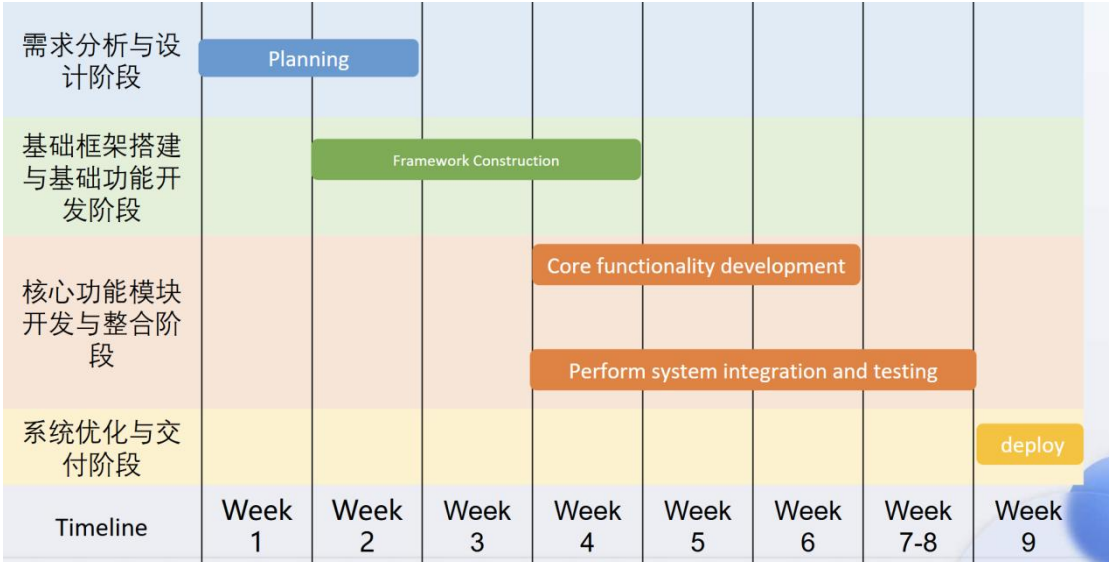 需求分析与设
计阶段
Planning
基础框架搭建
与基础功能开
发阶段
Framework Construction
核心功能模块
开发与整合阶
段
Core functionality development
Perform system integration and testing
系统优化与交
付阶段
deploy
Timeline
Week
1
Week
2
Week
3
Week
4
Week
5
Week
6
Week
7-8
Week
9